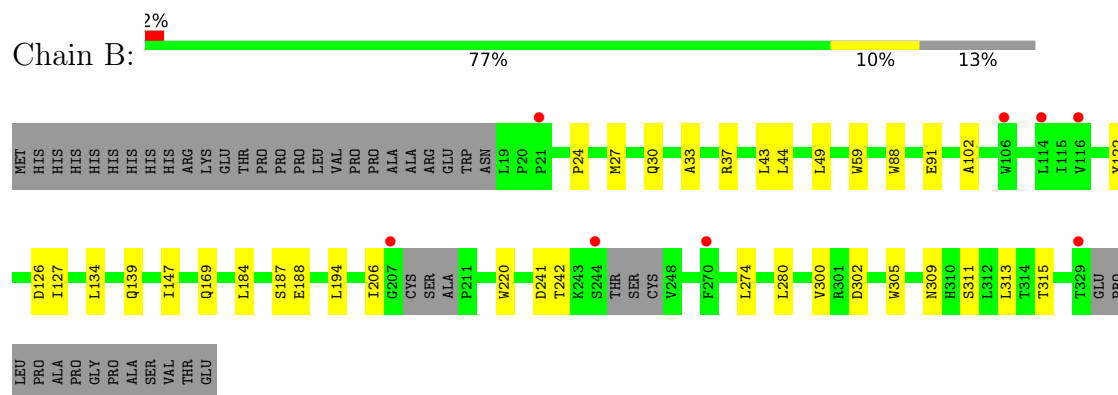 2%
Chain B:
77% 10% 13%
MET HIS HIS HIS HIS HIS HIS HIS HIS ARG LYS GLU THR PRO PRO PRO LEU VAL PRO PRO ALA ALA ARG GLU TRP ASN L19 P20 P21 P24 M27 Q30 A33 R37 L43 L44 L49 W59 W88 E91 A102 W106 L114 I115 V116
D126 I127 L134 Q139 I147 Q169 L184 S187 E188 L194 I206 G207 CYS SER ALA P211 W220 D241 T242 K243 S244 THR SER CYS V248 F270 L274 L280 V300 R301 D302 W305 N309 H310 S311 L312 L313 T314 T315 T329 GLU PRO
LEU PRO ALA PRO GLY PRO ALA SER VAL THR GLU